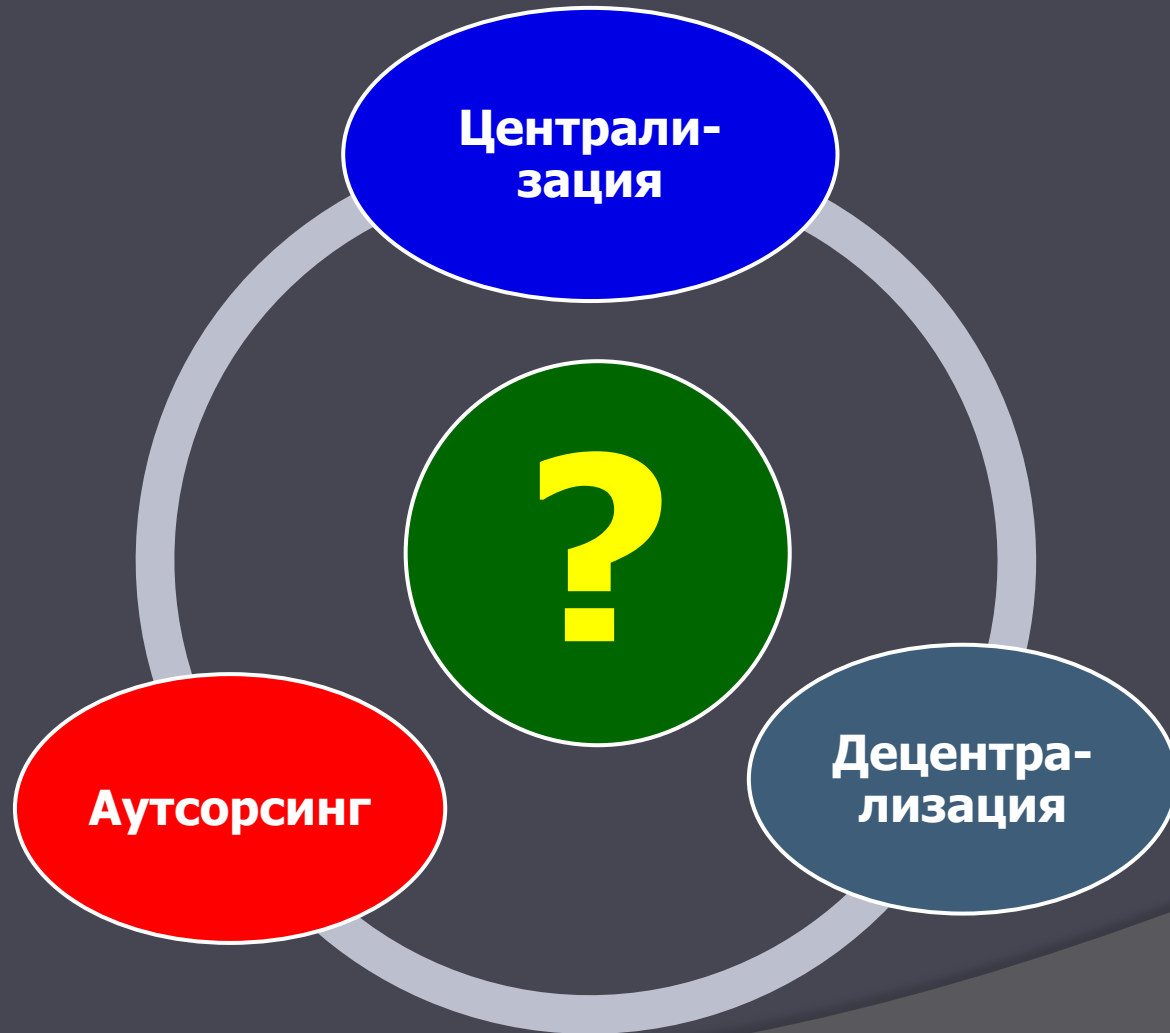 Централи-
зация
?
Децентра-
лизация
Аутсорсинг